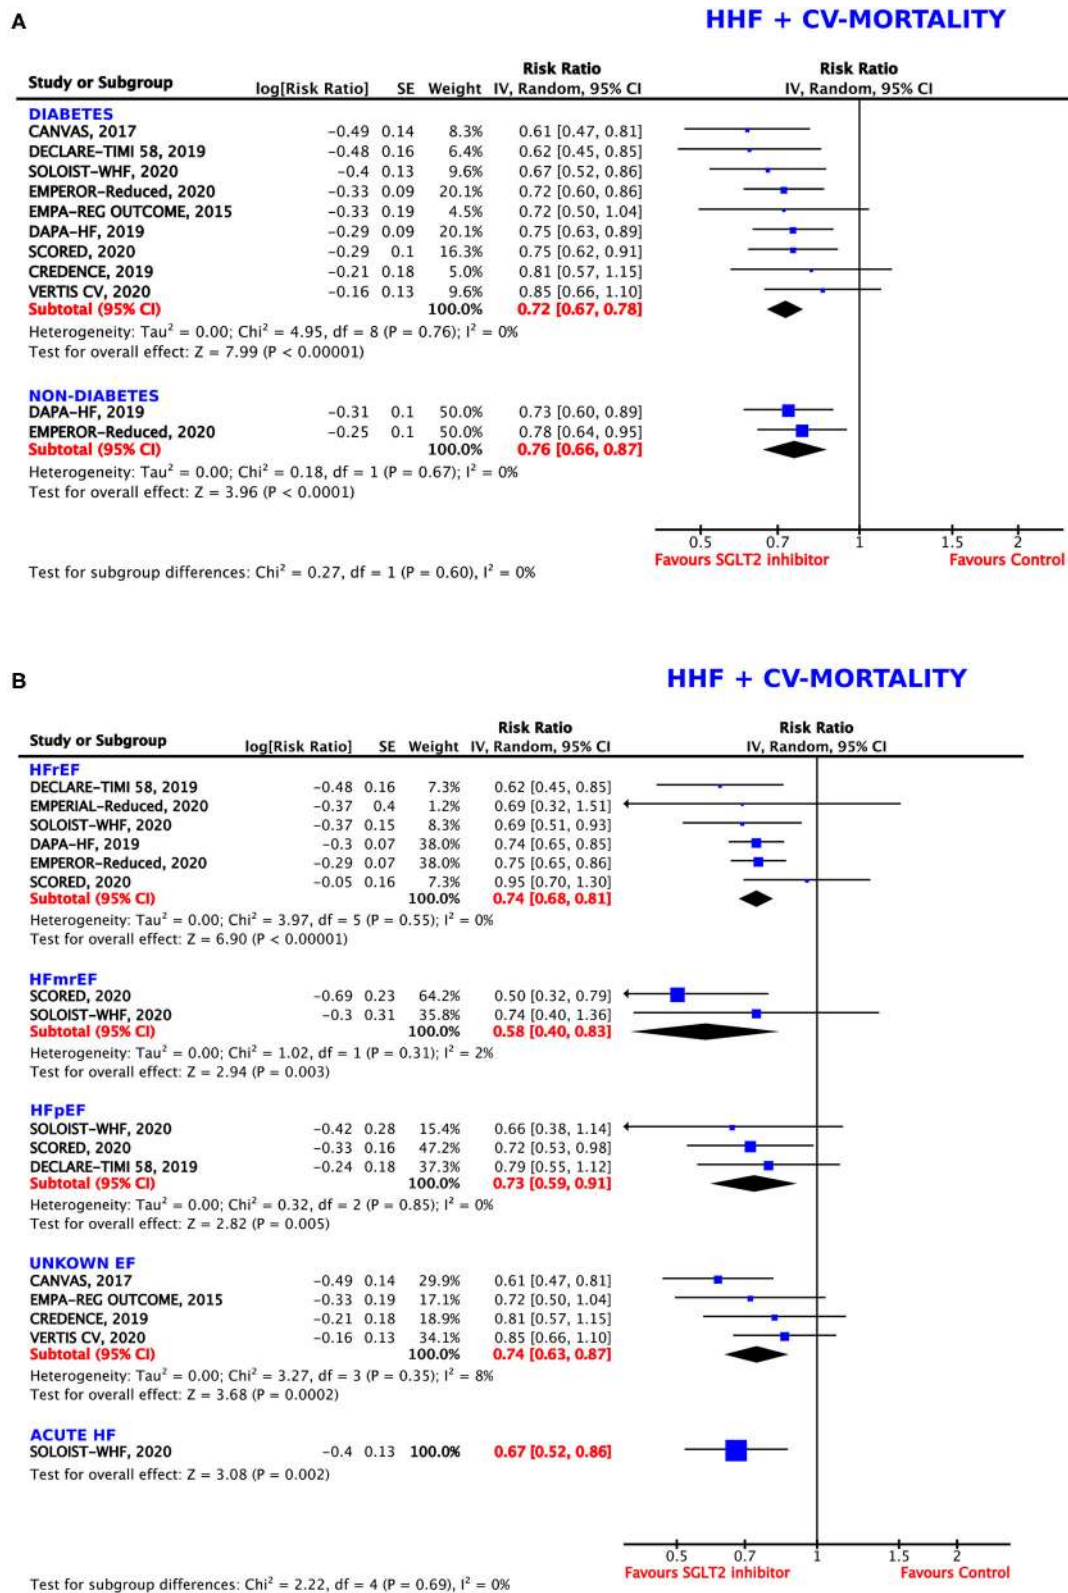 A
HHF + CV-MORTALITY
Risk Ratio Risk Ratio
Study or Subgroup log[Risk Ratio] SE Weight IV, Random, 95% CI IV, Random, 95% CI
DIABETES
CANVAS, 2017 −0.49 0.14 8.3% 0.61 [0.47, 0.81]
DECLARE−TIMI 58, 2019 −0.48 0.16 6.4% 0.62 [0.45, 0.85]
SOLOIST−WHF, 2020 −0.4 0.13 9.6% 0.67 [0.52, 0.86]
EMPEROR−Reduced, 2020 −0.33 0.09 20.1% 0.72 [0.60, 0.86]
EMPA−REG OUTCOME, 2015 −0.33 0.19 4.5% 0.72 [0.50, 1.04]
DAPA−HF, 2019 −0.29 0.09 20.1% 0.75 [0.63, 0.89]
SCORED, 2020 −0.29 0.1 16.3% 0.75 [0.62, 0.91]
CREDENCE, 2019 −0.21 0.18 5.0% 0.81 [0.57, 1.15]
VERTIS CV, 2020 −0.16 0.13 9.6% 0.85 [0.66, 1.10]
Subtotal (95% CI) 100.0% 0.72 [0.67, 0.78]
Heterogeneity: Tau² = 0.00; Chi² = 4.95, df = 8 (P = 0.76); I² = 0%
Test for overall effect: Z = 7.99 (P < 0.00001)
NON-DIABETES
DAPA−HF, 2019 −0.31 0.1 50.0% 0.73 [0.60, 0.89]
EMPEROR−Reduced, 2020 −0.25 0.1 50.0% 0.78 [0.64, 0.95]
Subtotal (95% CI) 100.0% 0.76 [0.66, 0.87]
Heterogeneity: Tau² = 0.00; Chi² = 0.18, df = 1 (P = 0.67); I² = 0%
Test for overall effect: Z = 3.96 (P < 0.0001)
0.5 0.7 1 1.5 2
Favours SGLT2 inhibitor Favours Control
Test for subgroup differences: Chi² = 0.27, df = 1 (P = 0.60), I² = 0%
B
HHF + CV-MORTALITY
Risk Ratio Risk Ratio
Study or Subgroup log[Risk Ratio] SE Weight IV, Random, 95% CI IV, Random, 95% CI
HFrEF
DECLARE−TIMI 58, 2019 −0.48 0.16 7.3% 0.62 [0.45, 0.85]
EMPERIAL−Reduced, 2020 −0.37 0.4 1.2% 0.69 [0.32, 1.51]
SOLOIST−WHF, 2020 −0.37 0.15 8.3% 0.69 [0.51, 0.93]
DAPA−HF, 2019 −0.3 0.07 38.0% 0.74 [0.65, 0.85]
EMPEROR−Reduced, 2020 −0.29 0.07 38.0% 0.75 [0.65, 0.86]
SCORED, 2020 −0.05 0.16 7.3% 0.95 [0.70, 1.30]
Subtotal (95% CI) 100.0% 0.74 [0.68, 0.81]
Heterogeneity: Tau² = 0.00; Chi² = 3.97, df = 5 (P = 0.55); I² = 0%
Test for overall effect: Z = 6.90 (P < 0.00001)
HFmrEF
SCORED, 2020 −0.69 0.23 64.2% 0.50 [0.32, 0.79]
SOLOIST−WHF, 2020 −0.3 0.31 35.8% 0.74 [0.40, 1.36]
Subtotal (95% CI) 100.0% 0.58 [0.40, 0.83]
Heterogeneity: Tau² = 0.00; Chi² = 1.02, df = 1 (P = 0.31); I² = 2%
Test for overall effect: Z = 2.94 (P = 0.003)
HFpEF
SOLOIST−WHF, 2020 −0.42 0.28 15.4% 0.66 [0.38, 1.14]
SCORED, 2020 −0.33 0.16 47.2% 0.72 [0.53, 0.98]
DECLARE−TIMI 58, 2019 −0.24 0.18 37.3% 0.79 [0.55, 1.12]
Subtotal (95% CI) 100.0% 0.73 [0.59, 0.91]
Heterogeneity: Tau² = 0.00; Chi² = 0.32, df = 2 (P = 0.85); I² = 0%
Test for overall effect: Z = 2.82 (P = 0.005)
UNKOWN EF
CANVAS, 2017 −0.49 0.14 29.9% 0.61 [0.47, 0.81]
EMPA−REG OUTCOME, 2015 −0.33 0.19 17.1% 0.72 [0.50, 1.04]
CREDENCE, 2019 −0.21 0.18 18.9% 0.81 [0.57, 1.15]
VERTIS CV, 2020 −0.16 0.13 34.1% 0.85 [0.66, 1.10]
Subtotal (95% CI) 100.0% 0.74 [0.63, 0.87]
Heterogeneity: Tau² = 0.00; Chi² = 3.27, df = 3 (P = 0.35); I² = 8%
Test for overall effect: Z = 3.68 (P = 0.0002)
ACUTE HF
SOLOIST−WHF, 2020 −0.4 0.13 100.0% 0.67 [0.52, 0.86]
Test for overall effect: Z = 3.08 (P = 0.002)
0.5 0.7 1 1.5 2
Favours SGLT2 inhibitor Favours Control
Test for subgroup differences: Chi² = 2.22, df = 4 (P = 0.69), I² = 0%